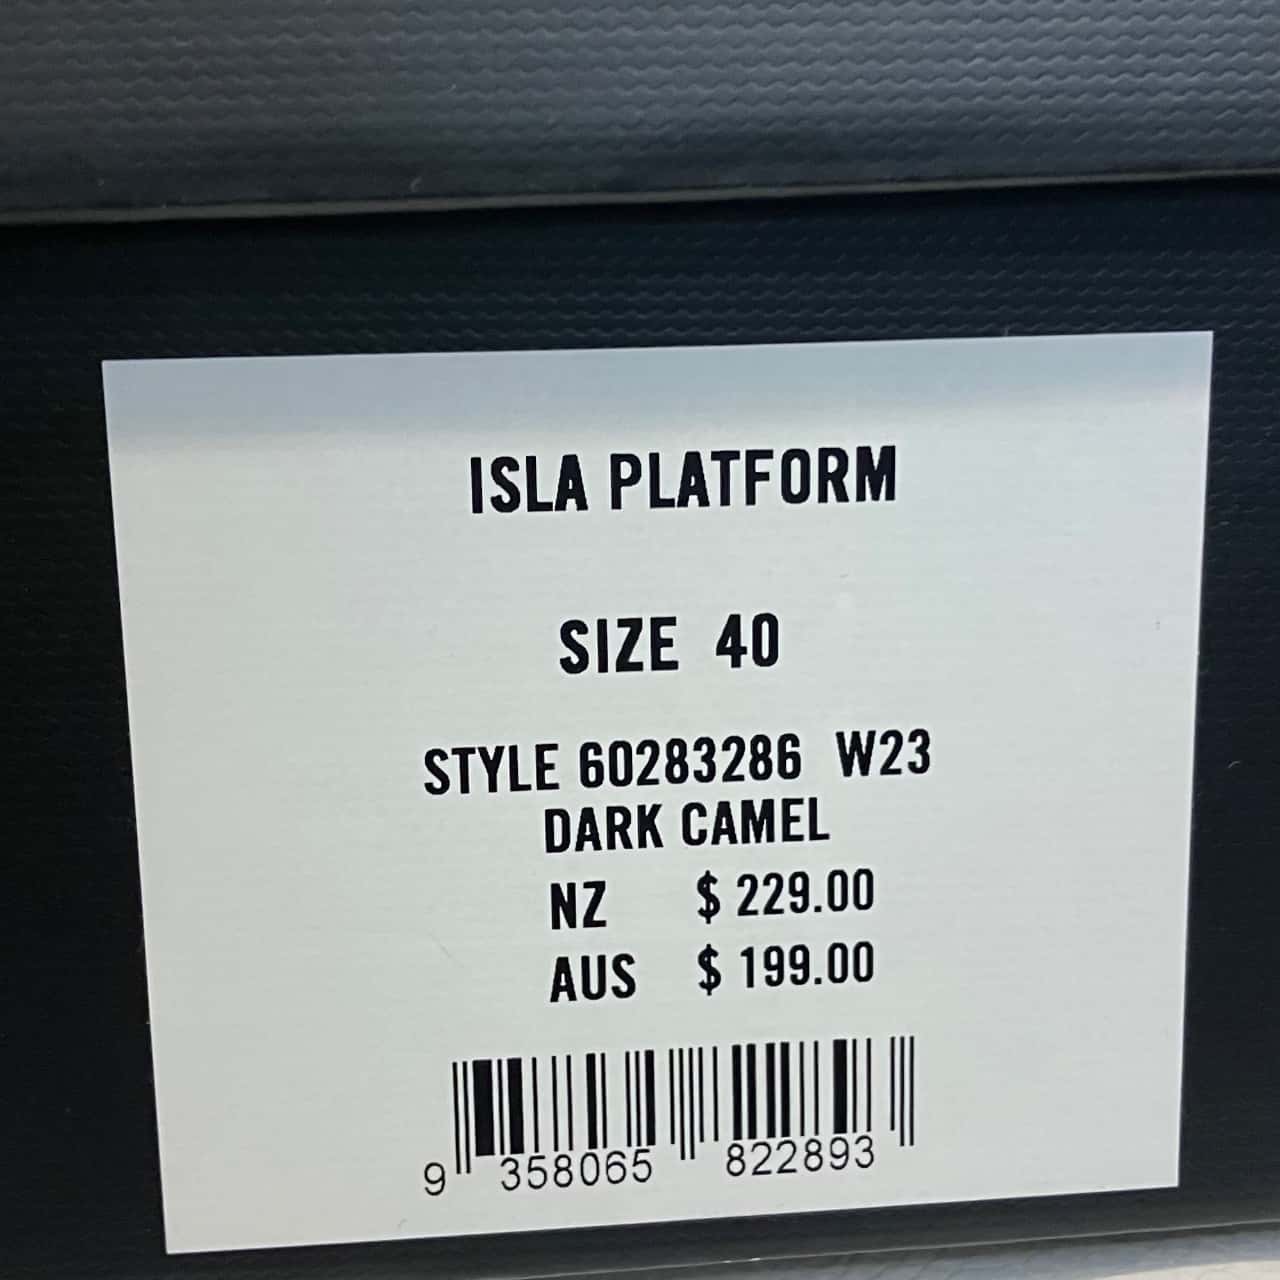 ISLA PLATFORM
SIZE 40
STYLE 60283286 W23
DARK CAMEL
NZ $ 229.00
AUS $ 199.00
9 358065 822893